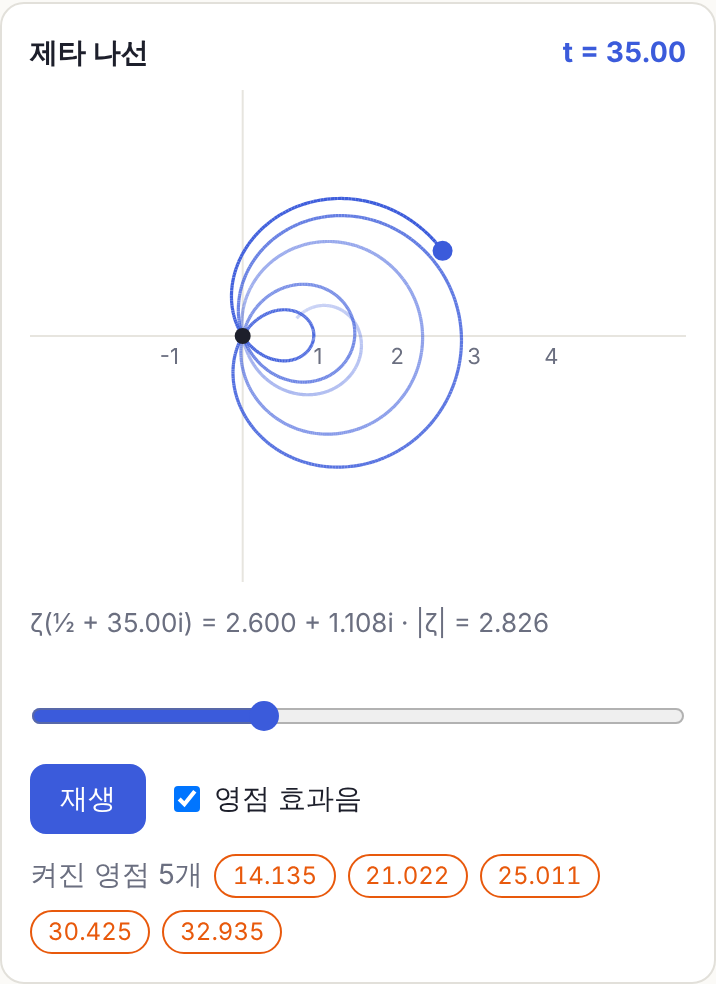 제타 나선 t = 35.00
-1 1 2 3 4
ζ(½ + 35.00i) = 2.600 + 1.108i · |ζ| = 2.826
재생 영점 효과음
켜진 영점 5개 14.135 21.022 25.011
30.425 32.935